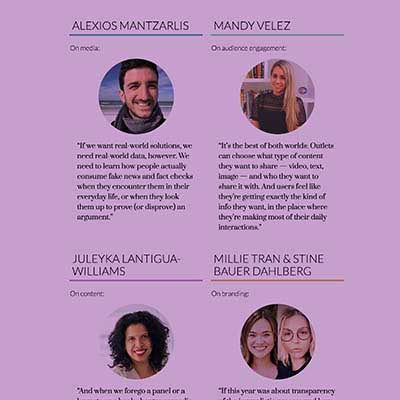 ALEXIOS MANTZARLIS
On media:
"If we want real-world solutions, we
need real-world data, however. We
need to learn how people actually
consume fake news and fact checks
when they encounter them in their
everyday life, or when they look
them up to prove (or disprove) an
argument."
MANDY VELEZ
On audience engagement:
"It's the best of both worlds: Outlets
can choose what type of content
they want to share — video, text,
image — and who they want to
share it with. And users feel like
they're getting exactly the kind of
info they want, in the place where
they're making most of their daily
interactions."
JULEYKA LANTIGUA-
WILLIAMS
On content:
"And when we forego a panel or a
MILLIE TRAN & STINE
BAUER DAHLBERG
On branding:
"If this year was about transparency